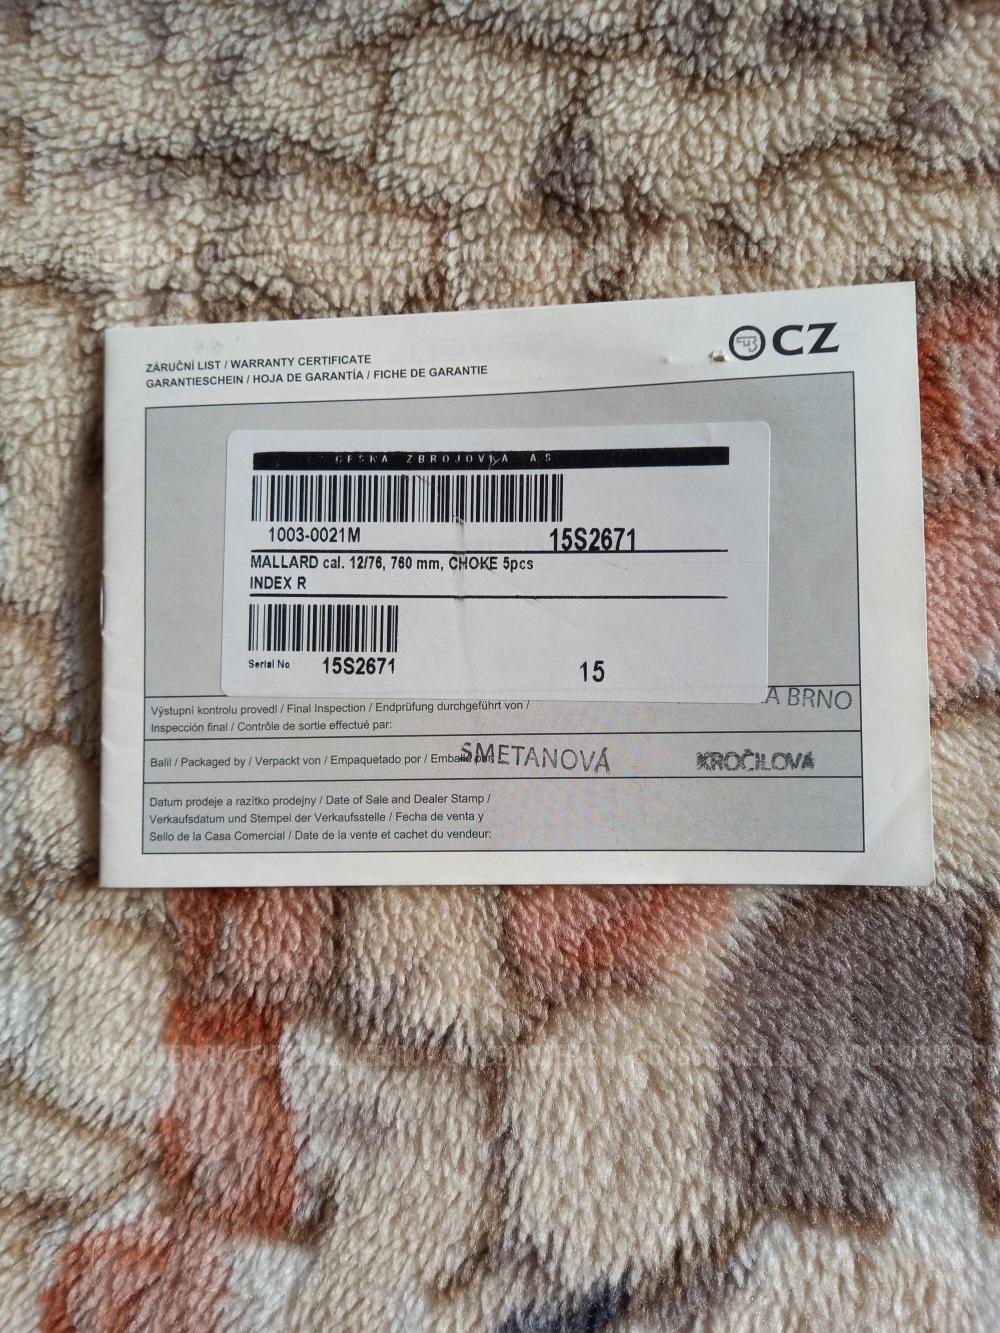 CZ
ZÁRUČNÍ LIST / WARRANTY CERTIFICATE
GARANTIESCHEIN / HOJA DE GARANTÍA / FICHE DE GARANTIE
ČESKÁ ZBROJOVKA A.S.
1003-0021M 15S2671
MALLARD cal. 12/76, 760 mm, CHOKE 5pcs
INDEX R
Serial No 15S2671 15
A BRNO
Výstupní kontrolu provedl / Final Inspection / Endprüfung durchgeführt von /
Inspección final / Contrôle de sortie effectué par:
Balil / Packaged by / Verpackt von / Empaquetado por / Emballé par: SMETANOVÁ KROČILOVÁ
Datum prodeje a razítko prodejny / Date of Sale and Dealer Stamp /
Verkaufsdatum und Stempel der Verkaufsstelle / Fecha de venta y
Sello de la Casa Comercial / Date de la vente et cachet du vendeur: